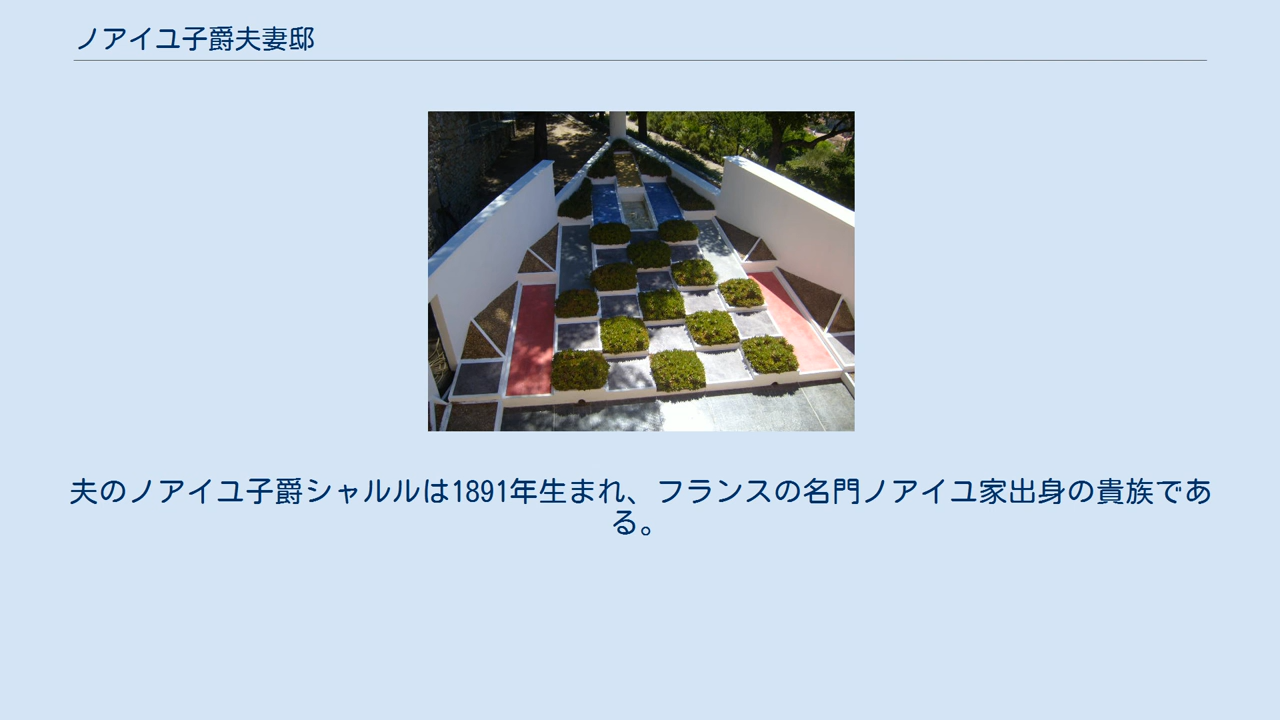 ノアイユ子爵夫妻邸
夫のノアイユ子爵シャルルは1891年生まれ、フランスの名門ノアイユ家出身の貴族であ
る。